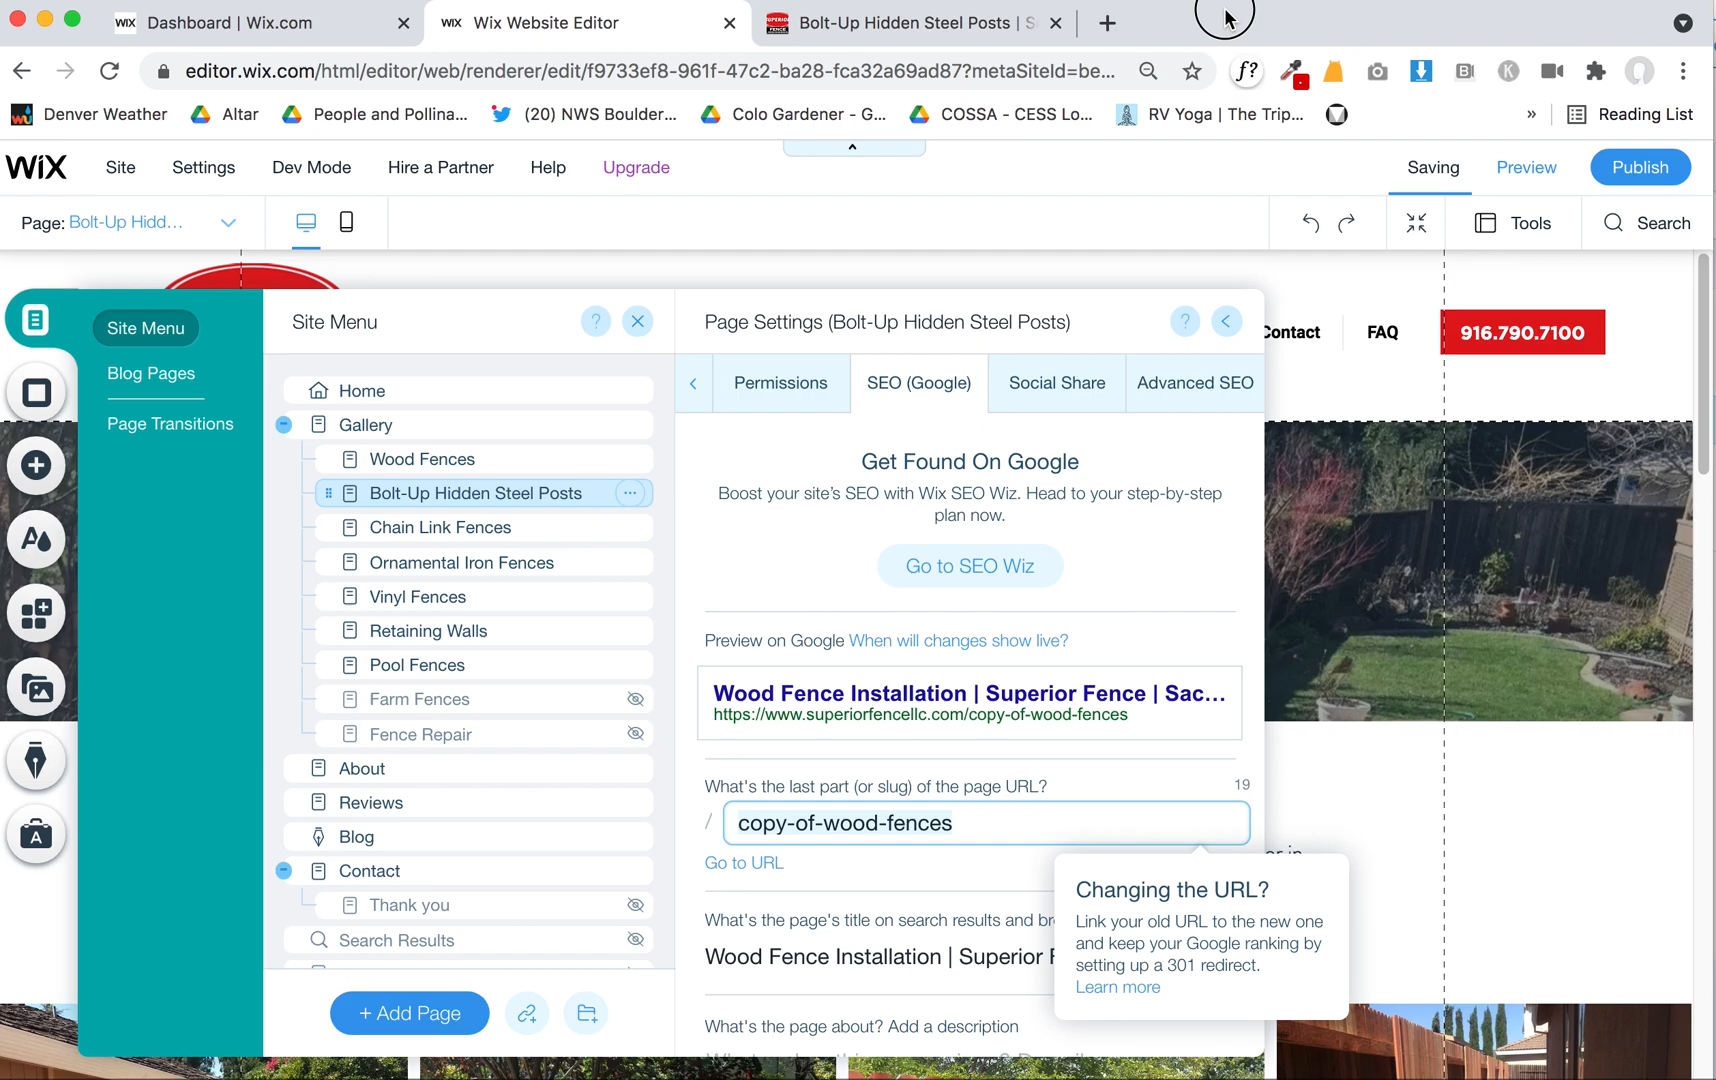 WIX Dashboard | Wix.com
WIX Wix Website Editor
SUPERIOR FENCE Bolt-Up Hidden Steel Posts | S
editor.wix.com/html/editor/web/renderer/edit/f9733ef8-961f-47c2-ba28-fca32a69ad87?metaSiteId=be...
f?
Denver Weather
Altar
People and Pollina...
(20) NWS Boulder...
Colo Gardener - G...
COSSA - CESS Lo...
RV Yoga | The Trip...
»
Reading List
WiX
Site
Settings
Dev Mode
Hire a Partner
Help
Upgrade
Saving
Preview
Publish
Page: Bolt-Up Hidd...
Tools
Search
Contact
FAQ
916.790.7100
Site Menu
Blog Pages
Page Transitions
Site Menu
?
Home
Gallery
Wood Fences
Bolt-Up Hidden Steel Posts
Chain Link Fences
Ornamental Iron Fences
Vinyl Fences
Retaining Walls
Pool Fences
Farm Fences
Fence Repair
About
Reviews
Blog
Contact
Thank you
Search Results
+ Add Page
Page Settings (Bolt-Up Hidden Steel Posts)
?
Permissions
SEO (Google)
Social Share
Advanced SEO
Get Found On Google
Boost your site's SEO with Wix SEO Wiz. Head to your step-by-step
plan now.
Go to SEO Wiz
Preview on Google When will changes show live?
Wood Fence Installation | Superior Fence | Sac...
https://www.superiorfencellc.com/copy-of-wood-fences
What's the last part (or slug) of the page URL?
19
/ copy-of-wood-fences
Go to URL
What's the page's title on search results and br
Wood Fence Installation | Superior F
What's the page about? Add a description
Changing the URL?
Link your old URL to the new one
and keep your Google ranking by
setting up a 301 redirect.
Learn more